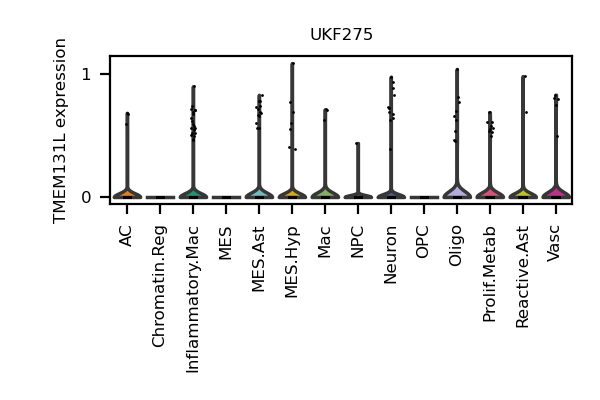 UKF275
TMEM131L expression
1
0
AC
Chromatin.Reg
Inflammatory.Mac
MES
MES.Ast
MES.Hyp
Mac
NPC
Neuron
OPC
Oligo
Prolif.Metab
Reactive.Ast
Vasc